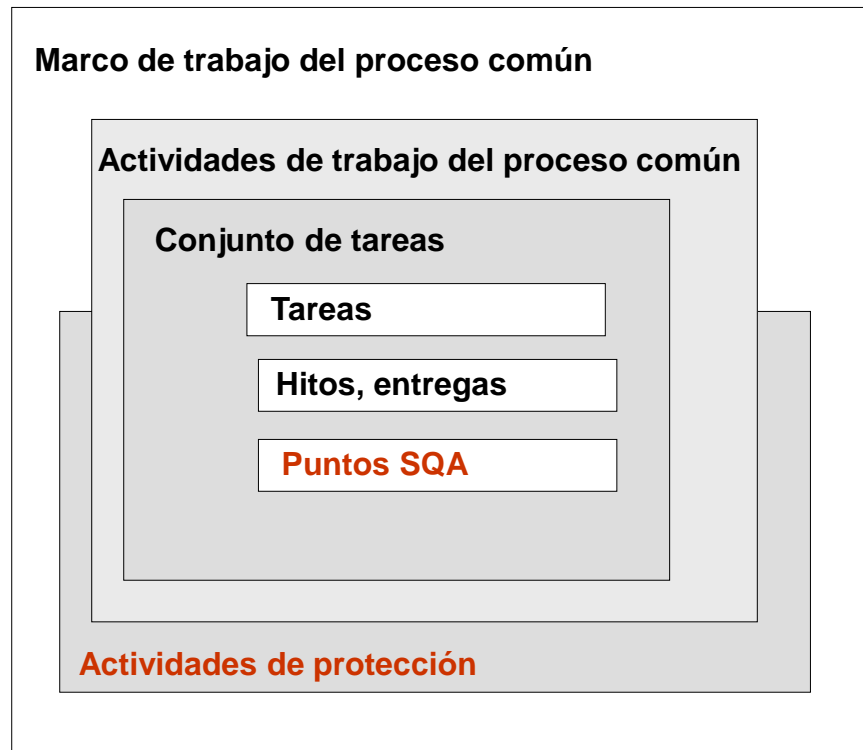 Marco de trabajo del proceso común
Actividades de trabajo del proceso común
Conjunto de tareas
Tareas
Hitos, entregas
Puntos SQA
Actividades de protección